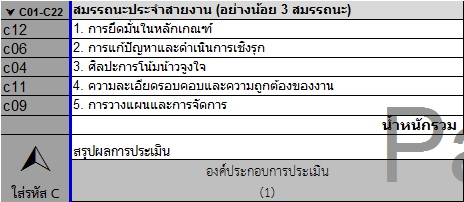 C01-C22 สมรรถนะประจำสายงาน (อย่างน้อย 3 สมรรถนะ)
c12 1. การยึดมั่นในหลักเกณฑ์
c06 2. การแก้ปัญหาและดำเนินการเชิงรุก
c04 3. ศิลปะการโน้มน้าวจูงใจ
c11 4. ความละเอียดรอบคอบและความถูกต้องของงาน
c09 5. การวางแผนและการจัดการ
น้ำหนักรวม
สรุปผลการประเมิน
องค์ประกอบการประเมิน
ใส่รหัส C (1)